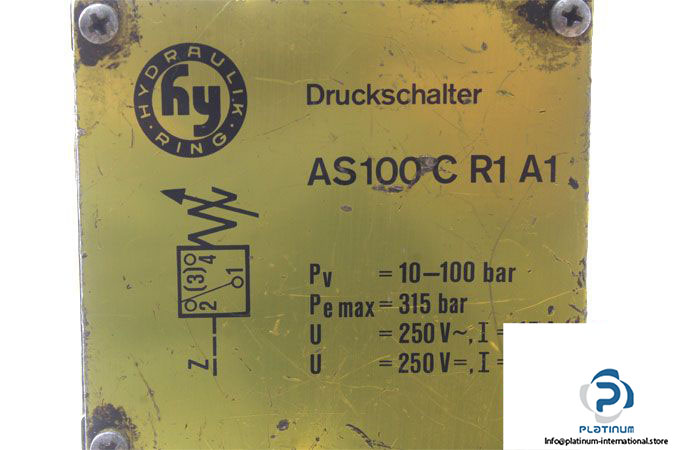 HYDRAULIK · RING ·
hy
Druckschalter
AS100 C R1 A1
4
(3)
2
1
Z
Pv = 10–100 bar
Pe max = 315 bar
U = 250 V~, I =
U = 250 V=, I =
P
PLATINUM
Info@platinum-international.store